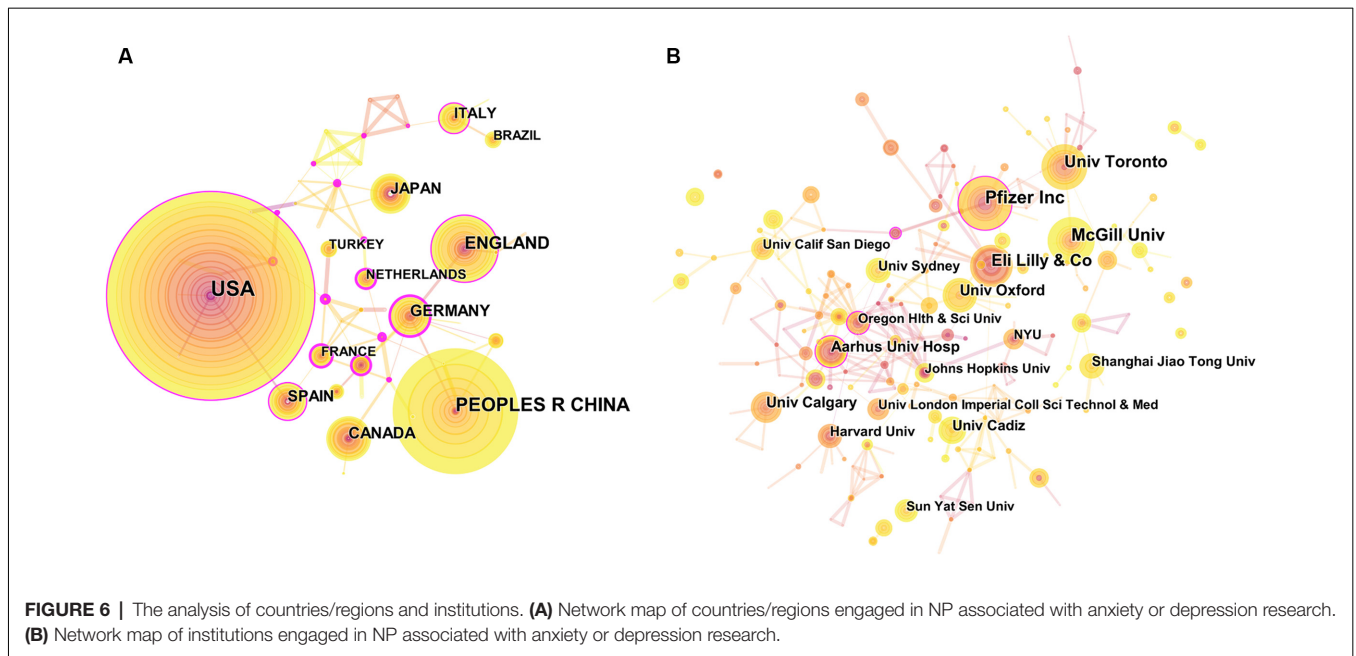 A
B
ITALY
BRAZIL
JAPAN
TURKEY
ENGLAND
NETHERLANDS
USA
GERMANY
FRANCE
SPAIN
PEOPLES R CHINA
CANADA
Univ Toronto
Pfizer Inc
McGill Univ
Univ Calif San Diego
Eli Lilly & Co
Univ Sydney
Univ Oxford
Oregon Hlth & Sci Univ
NYU
Aarhus Univ Hosp
Shanghai Jiao Tong Univ
Johns Hopkins Univ
Univ Calgary
Univ London Imperial Coll Sci Technol & Med
Harvard Univ
Univ Cadiz
Sun Yat Sen Univ
FIGURE 6 | The analysis of countries/regions and institutions. (A) Network map of countries/regions engaged in NP associated with anxiety or depression research.
(B) Network map of institutions engaged in NP associated with anxiety or depression research.